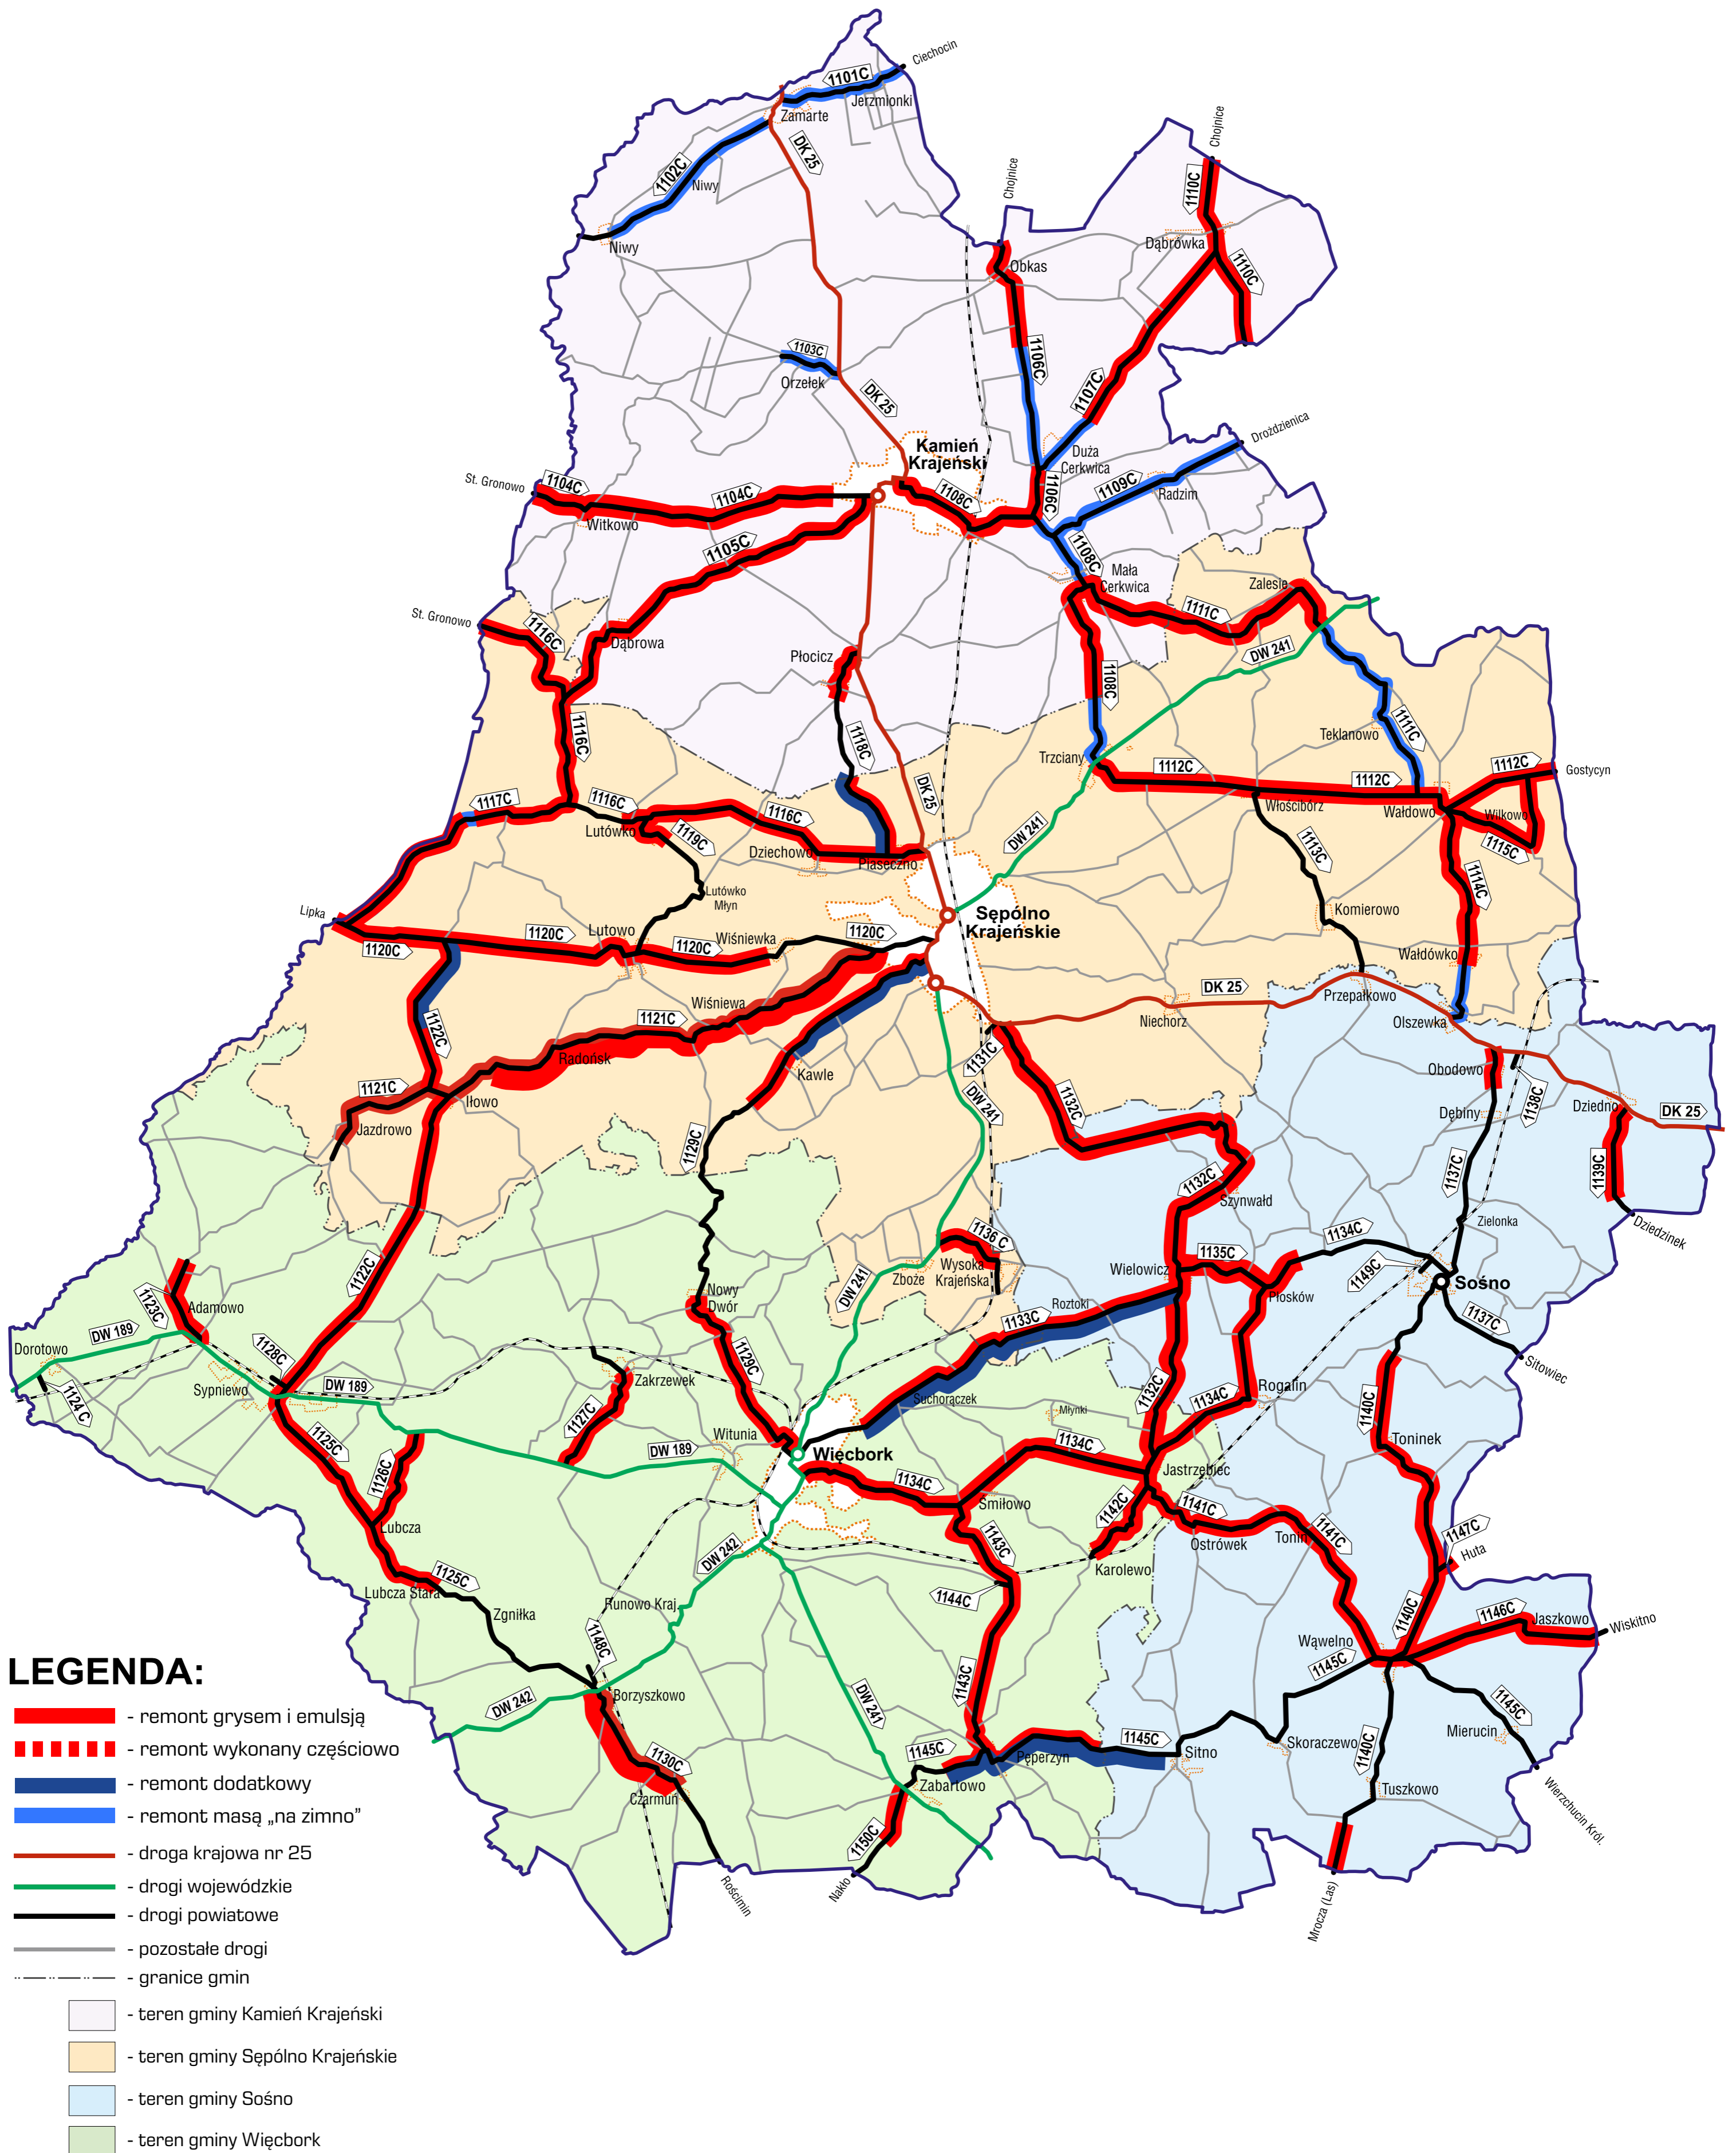 Ciechocin
1101C
Jerzmionki
Zamarte
Chojnice
DK 25
1102C
Niwy
Chojnice
1110C
Niwy
Dąbrówka
Obkas
1110C
1103C
1106C
Orzełek
1107C
DK 25
Drożdzienica
Kamień
Krajeński
Duża
Cerkwica
St. Gronowo
1104C
1104C
1108C
1106C
1109C
Radzim
Witkowo
1105C
1108C
Mała
Cerkwica
Zalesie
St. Gronowo
1116C
1111C
Dąbrowa
Płocicz
DW 241
1108C
1116C
1118C
Teklanowo
1111C
Trzciany
1112C
1112C
1112C
Gostycyn
DK 25
1117C
1116C
1116C
Włościbórz
Wałdowo
Wilkowo
Lutówko
1119C
DW 241
Dziechowo
Piaseczno
1113C
1115C
1114C
Lutówko
Młyn
Lipka
Komierowo
Sępólno
Krajeńskie
1120C
1120C
Lutowo
1120C
Wiśniewka
1120C
Wałdówko
DK 25
Przepałkowo
Wiśniewa
1121C
Niechorz
Olszewka
1122C
Radońsk
Kawle
1131C
Obodowo
1138C
1121C
Iłowo
DW 241
1132C
Dębiny
Dziedno
DK 25
Jazdrowo
1129C
1137C
1139C
1132C
Szynwałd
Zielonka
Dziedzinek
1136 C
1134C
1135C
Zboże
Wysoka
Krajeńska
Wielowicz
1149C
Sośno
1122C
DW 241
Nowy
Dwór
Roztoki
1133C
Płosków
1137C
1123C
Adamowo
DW 189
Dorotowo
1128C
Sitowiec
1124 C
Sypniewo
DW 189
Zakrzewek
1129C
Suchorączek
1132C
1134C
Rogalin
1140C
Młynki
1127C
Witunia
DW 189
Więcbork
1134C
Toninek
1125C
1126C
1134C
Jastrzębiec
Śmiłowo
1142C
1141C
Lubcza
Ostrówek
Tonin
1141C
1147C
Huta
1143C
DW 242
Karolewo
1125C
Lubcza Stara
1144C
Zgniłka
Runowo Kraj.
1140C
1146C
Jaszkowo
Wiskitno
1148C
Wąwelno
1145C
1143C
DW 242
Borzyszkowo
DW 241
1145C
1145C
Mierucin
1130C
1145C
Pęperzyn
Sitno
Skoraczewo
1140C
Czarmuń
Zabartowo
Tuszkowo
Wierzchucin Król.
1150C
Nakło
Rościmin
Mrocza (Las)
LEGENDA:
- remont grysem i emulsją
- remont wykonany częściowo
- remont dodatkowy
- remont masą „na zimno”
- droga krajowa nr 25
- drogi wojewódzkie
- drogi powiatowe
- pozostałe drogi
- granice gmin
- teren gminy Kamień Krajeński
- teren gminy Sępólno Krajeńskie
- teren gminy Sośno
- teren gminy Więcbork